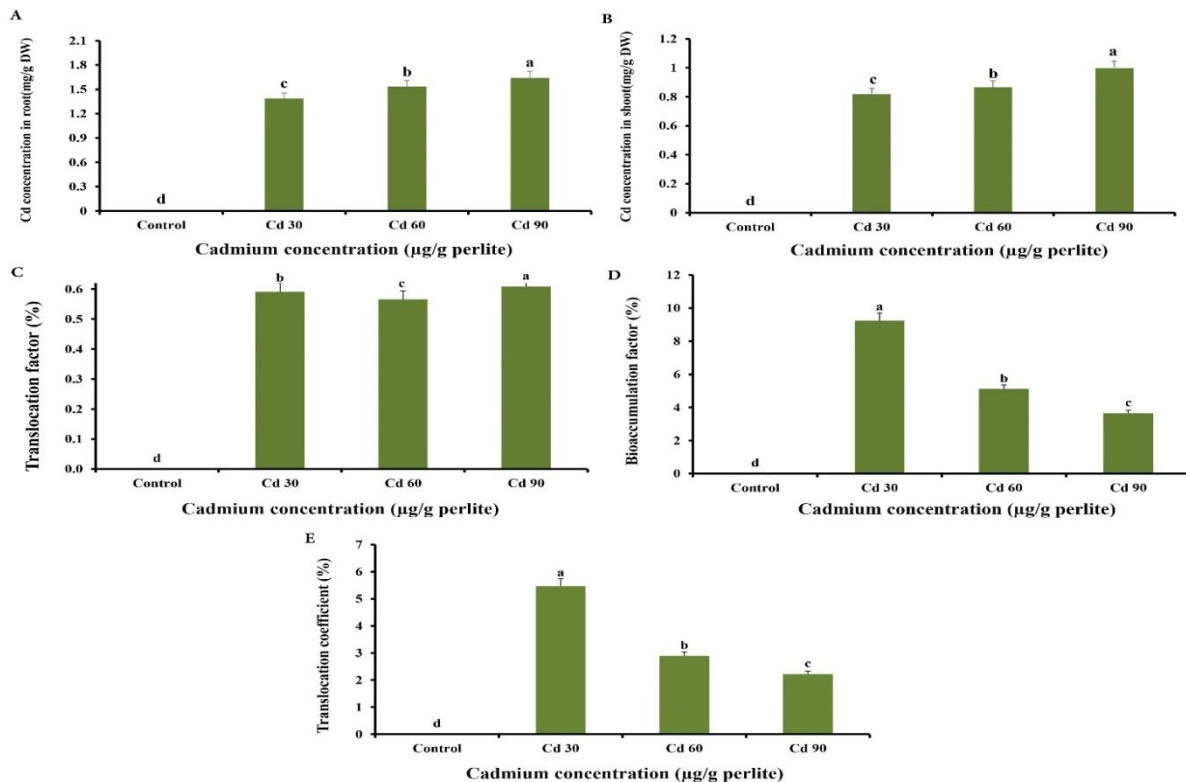 A
Cd concentration in root(mg/g DW)
2.1
1.8
1.5
1.2
0.9
0.6
0.3
0
d
c
b
a
Control
Cd 30
Cd 60
Cd 90
Cadmium concentration (µg/g perlite)
B
Cd concentration in shoot(mg/g DW)
1.2
1
0.8
0.6
0.4
0.2
0
d
c
b
a
Control
Cd 30
Cd 60
Cd 90
Cadmium concentration (µg/g perlite)
C
Translocation factor (%)
0.6
0.5
0.4
0.3
0.2
0.1
0.0
d
b
c
a
Control
Cd 30
Cd 60
Cd 90
Cadmium concentration (µg/g perlite)
D
Bioaccumulation factor (%)
12
10
8
6
4
2
0
d
a
b
c
Control
Cd 30
Cd 60
Cd 90
Cadmium concentration (µg/g perlite)
E
Translocation coefficient (%)
7
6
5
4
3
2
1
0
d
a
b
c
Control
Cd 30
Cd 60
Cd 90
Cadmium concentration (µg/g perlite)